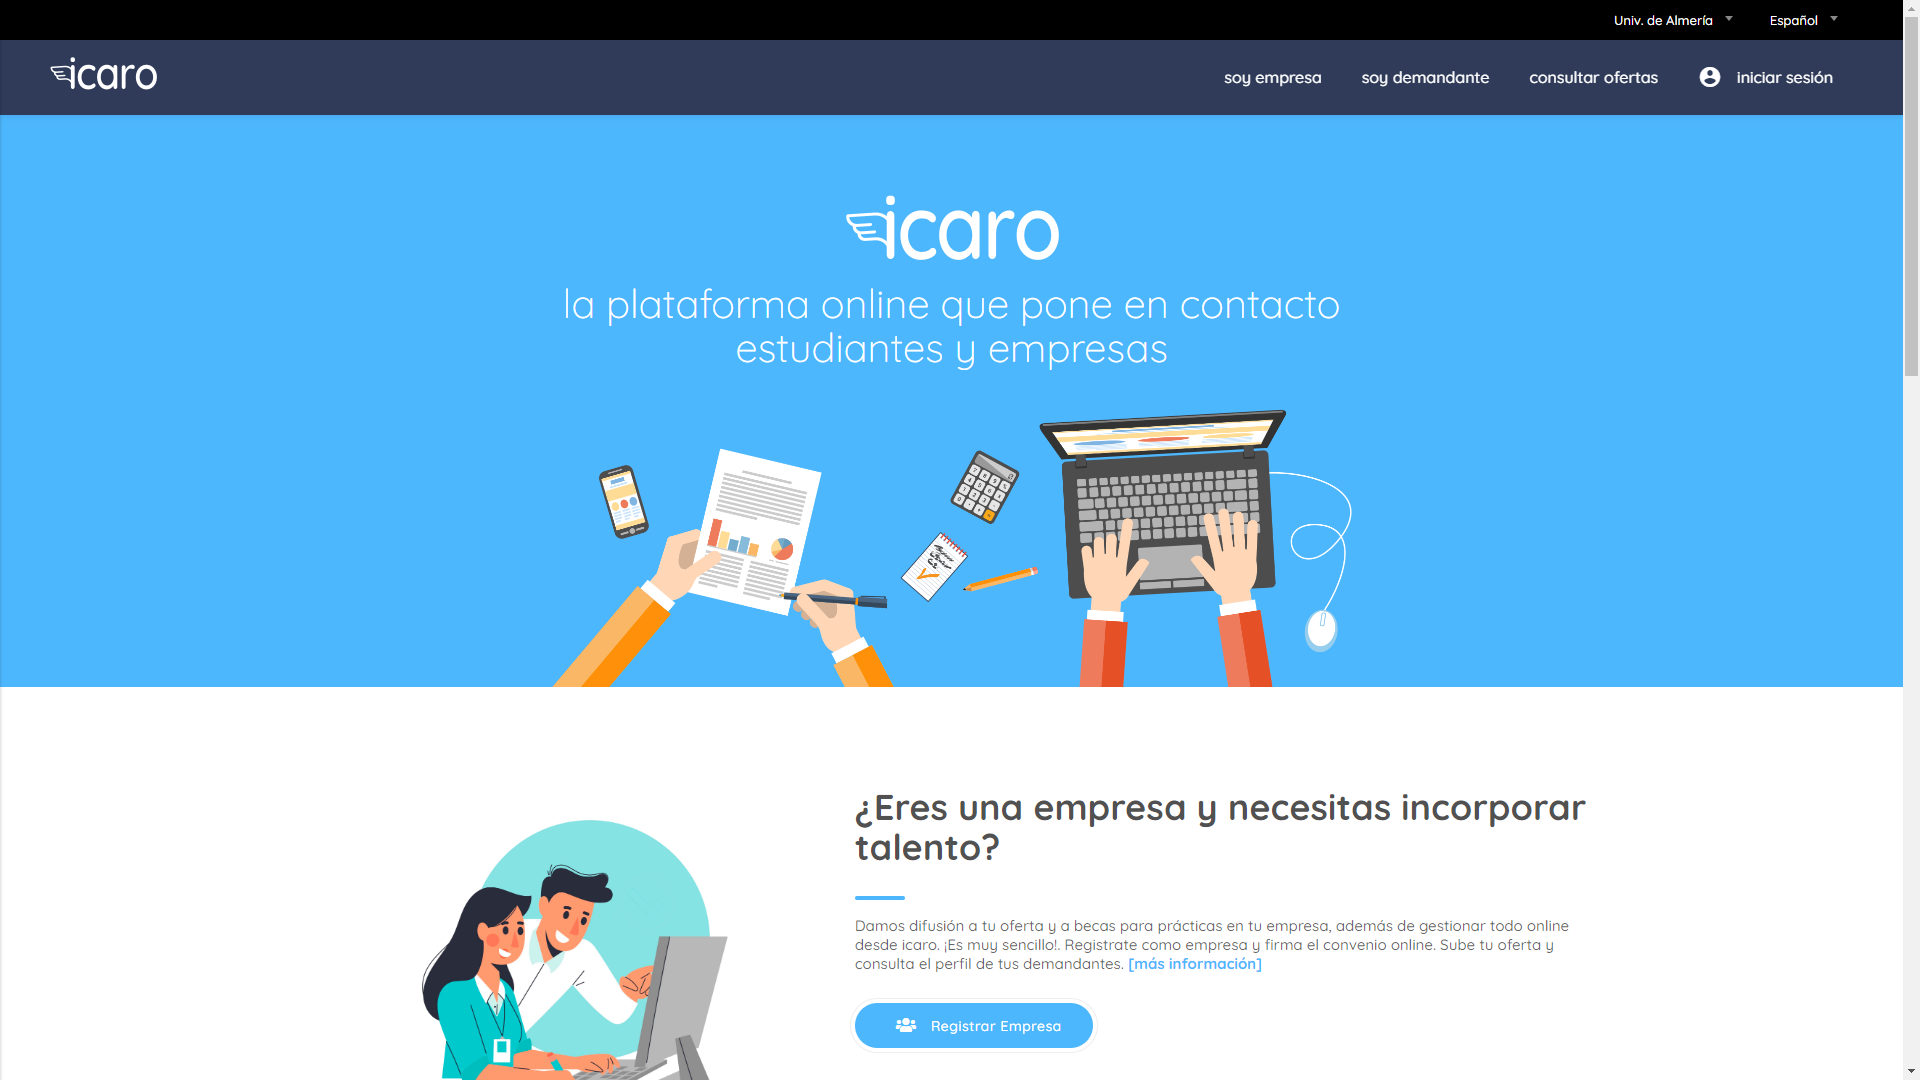 Univ. de Almería
Español
icaro
soy empresa
soy demandante
consultar ofertas
iniciar sesión
icaro
la plataforma online que pone en contacto
estudiantes y empresas
¿Eres una empresa y necesitas incorporar
talento?
Damos difusión a tu oferta y a becas para prácticas en tu empresa, además de gestionar todo online
desde icaro. ¡Es muy sencillo!. Registrate como empresa y firma el convenio online. Sube tu oferta y
consulta el perfil de tus demandantes. [más información]
Registrar Empresa